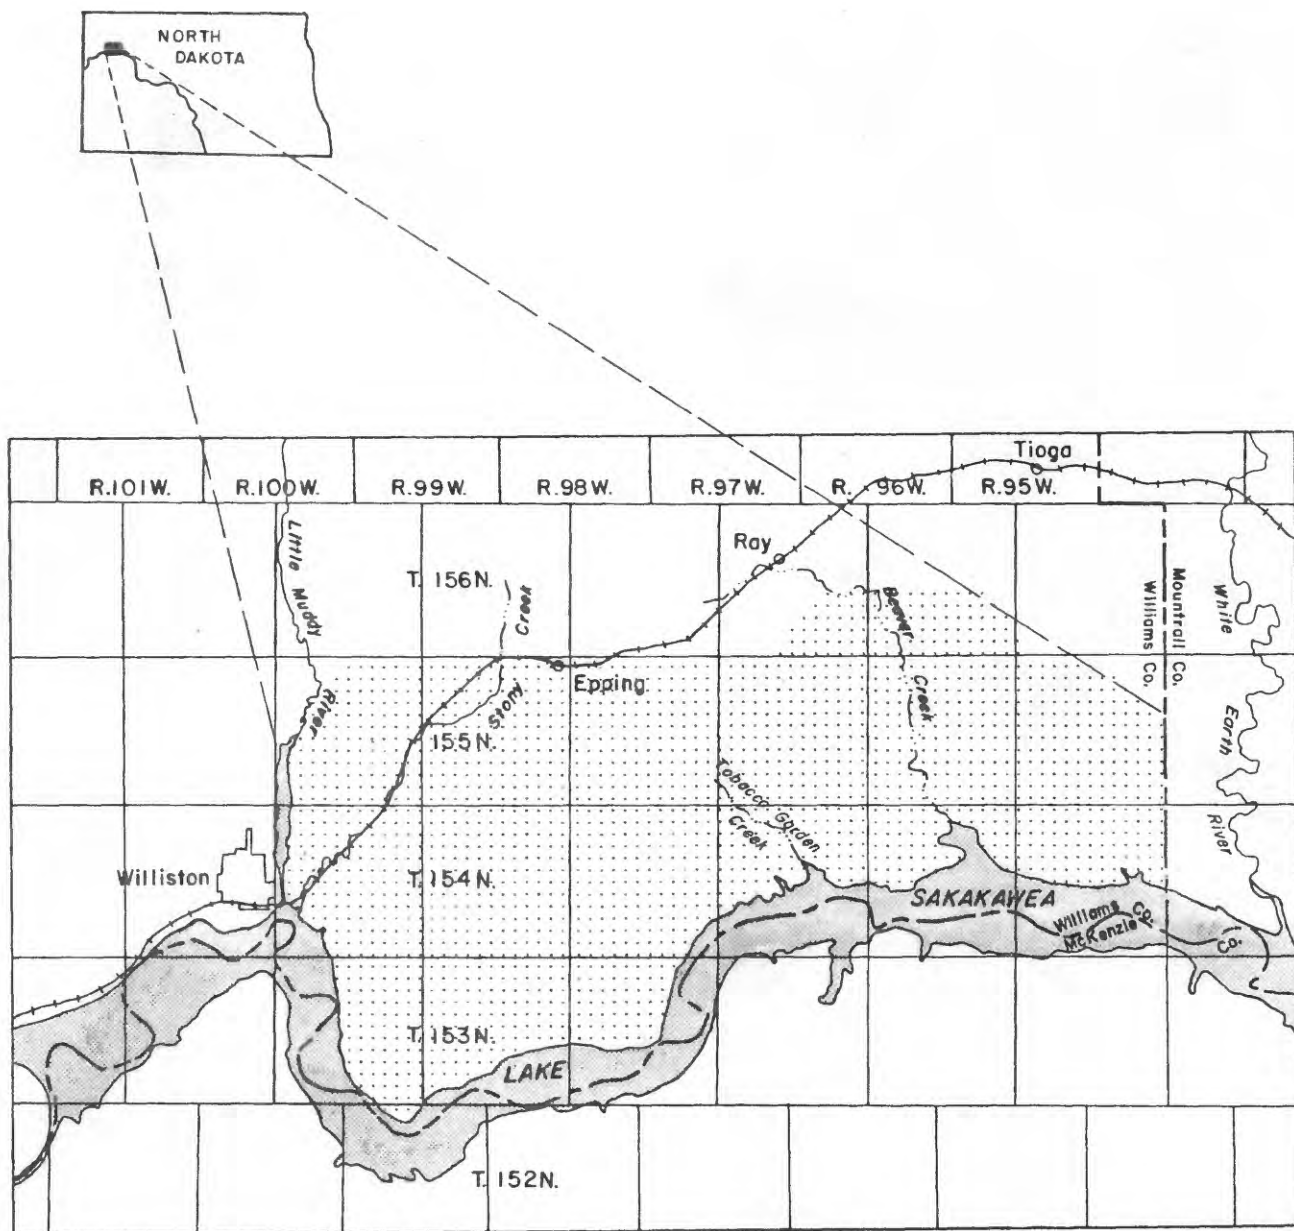 NORTH
DAKOTA
Tioga
R.101W. R.100W. R.99W. R.98W. R.97W. R. 96W. R.95W.
Little Muddy River
Ray
T. 156N.
Creek
Stony
Beaver
Creek
Mountrail Co.
Williams Co.
White
Earth
River
Epping
155N.
Tobacco Garden
Creek
Williston
T. 154N.
SAKAKAWEA
Williams Co.
McKenzie Co.
T. 153N.
LAKE
T. 152N.